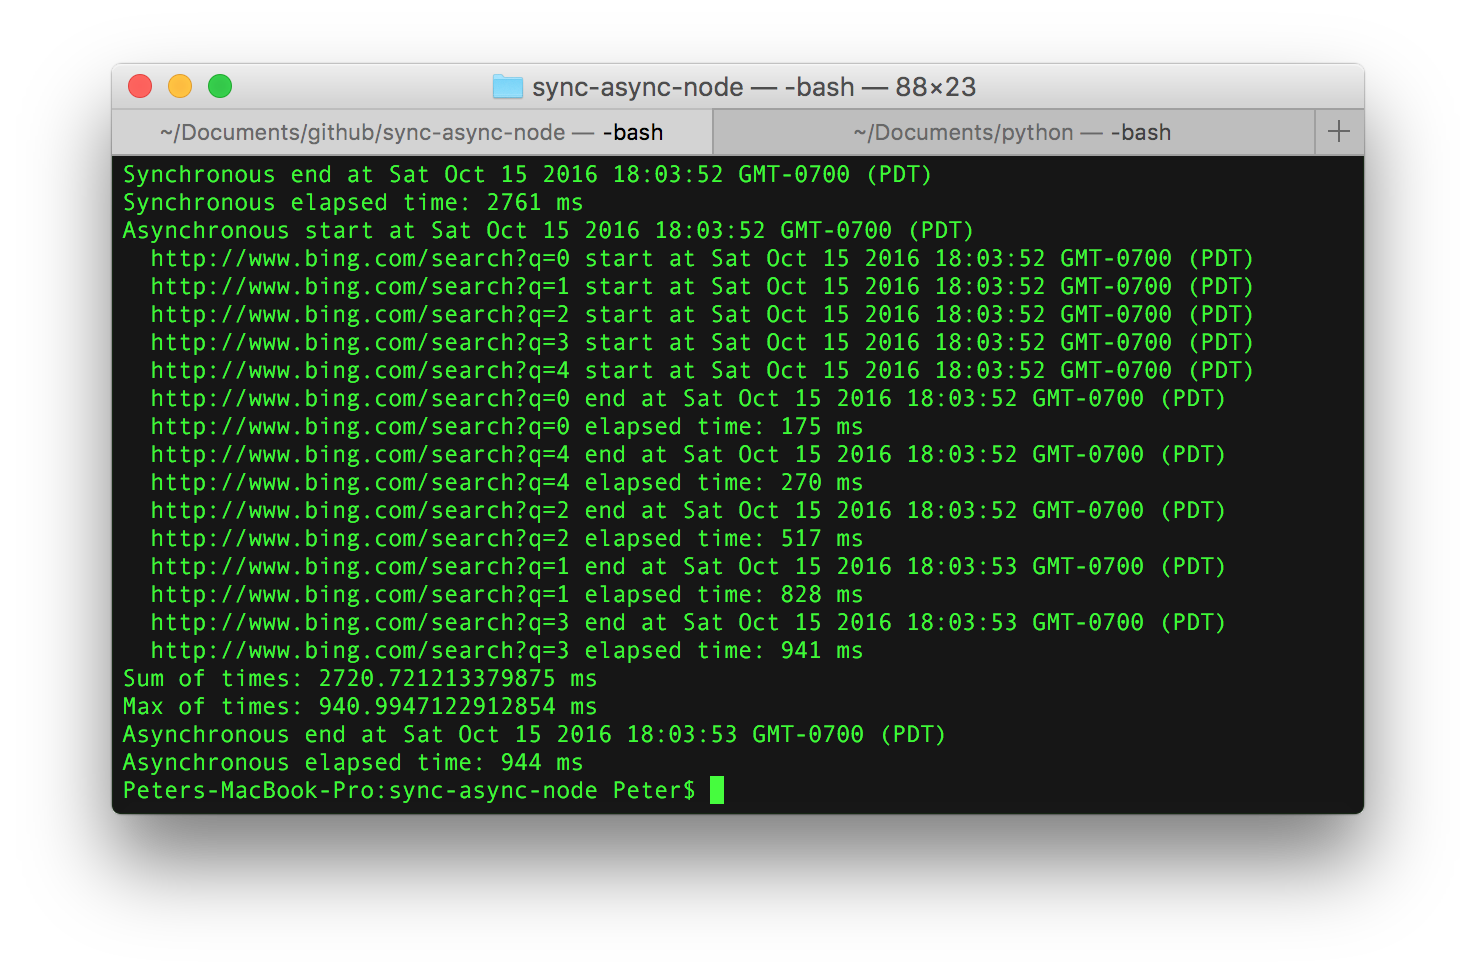 sync-async-node — -bash — 88×23
~/Documents/github/sync-async-node — -bash
~/Documents/python — -bash
Synchronous end at Sat Oct 15 2016 18:03:52 GMT-0700 (PDT)
Synchronous elapsed time: 2761 ms
Asynchronous start at Sat Oct 15 2016 18:03:52 GMT-0700 (PDT)
  http://www.bing.com/search?q=0 start at Sat Oct 15 2016 18:03:52 GMT-0700 (PDT)
  http://www.bing.com/search?q=1 start at Sat Oct 15 2016 18:03:52 GMT-0700 (PDT)
  http://www.bing.com/search?q=2 start at Sat Oct 15 2016 18:03:52 GMT-0700 (PDT)
  http://www.bing.com/search?q=3 start at Sat Oct 15 2016 18:03:52 GMT-0700 (PDT)
  http://www.bing.com/search?q=4 start at Sat Oct 15 2016 18:03:52 GMT-0700 (PDT)
  http://www.bing.com/search?q=0 end at Sat Oct 15 2016 18:03:52 GMT-0700 (PDT)
  http://www.bing.com/search?q=0 elapsed time: 175 ms
  http://www.bing.com/search?q=4 end at Sat Oct 15 2016 18:03:52 GMT-0700 (PDT)
  http://www.bing.com/search?q=4 elapsed time: 270 ms
  http://www.bing.com/search?q=2 end at Sat Oct 15 2016 18:03:52 GMT-0700 (PDT)
  http://www.bing.com/search?q=2 elapsed time: 517 ms
  http://www.bing.com/search?q=1 end at Sat Oct 15 2016 18:03:53 GMT-0700 (PDT)
  http://www.bing.com/search?q=1 elapsed time: 828 ms
  http://www.bing.com/search?q=3 end at Sat Oct 15 2016 18:03:53 GMT-0700 (PDT)
  http://www.bing.com/search?q=3 elapsed time: 941 ms
Sum of times: 2720.721213379875 ms
Max of times: 940.9947122912854 ms
Asynchronous end at Sat Oct 15 2016 18:03:53 GMT-0700 (PDT)
Asynchronous elapsed time: 944 ms
Peters-MacBook-Pro:sync-async-node Peter$